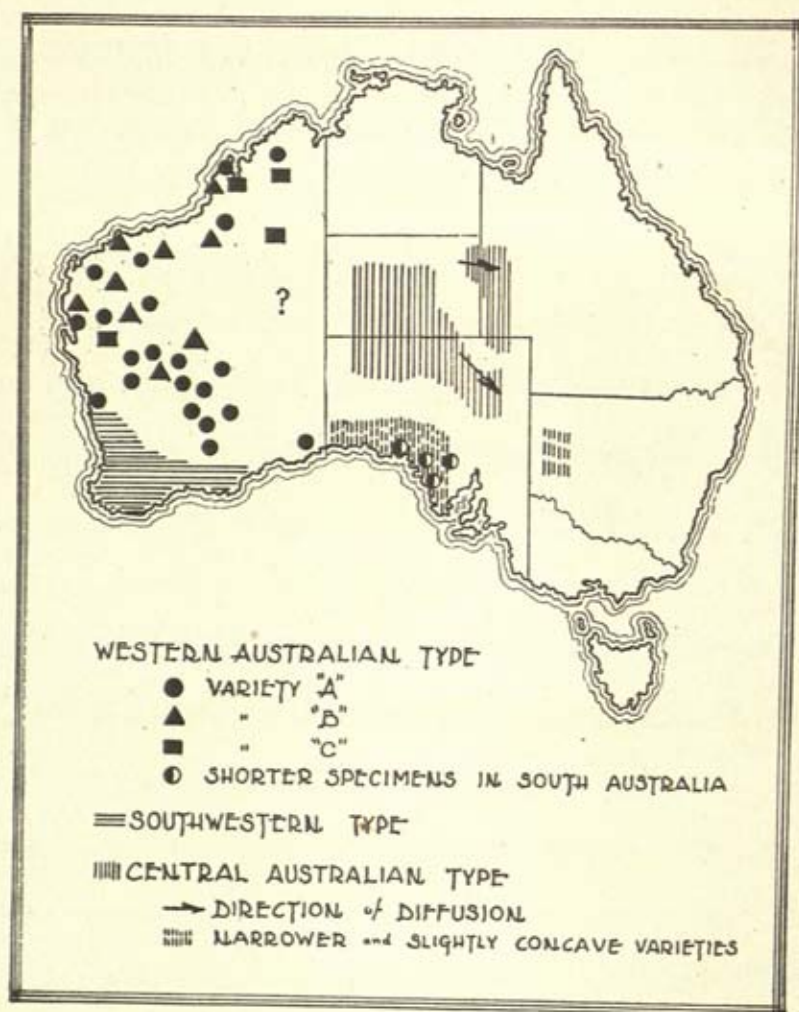 ?
WESTERN AUSTRALIAN TYPE
VARIETY "A"
" "B"
" "C"
SHORTER SPECIMENS IN SOUTH AUSTRALIA
SOUTHWESTERN TYPE
CENTRAL AUSTRALIAN TYPE
DIRECTION of DIFFUSION
NARROWER and SLIGHTLY CONCAVE VARIETIES